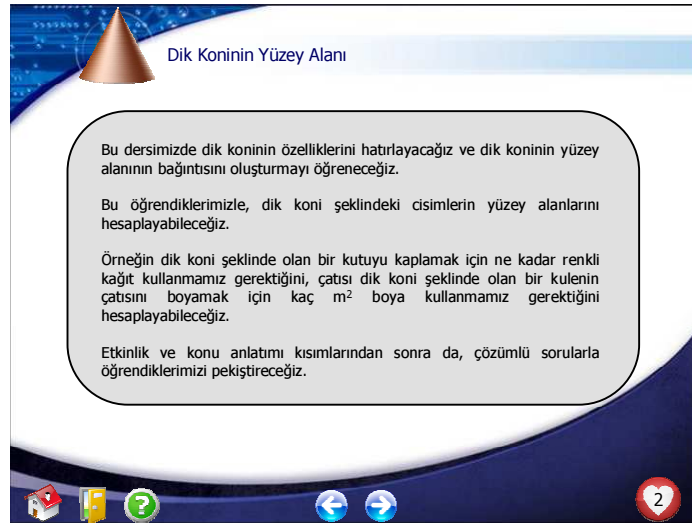 Dik Koninin Yüzey Alanı
Bu dersimizde dik koninin özelliklerini hatırlayacağız ve dik koninin yüzey
alanının bağıntısını oluşturmayı öğreneceğiz.
Bu öğrendiklerimizle, dik koni şeklindeki cisimlerin yüzey alanlarını
hesaplayabileceğiz.
Örneğin dik koni şeklinde olan bir kutuyu kaplamak için ne kadar renkli
kağıt kullanmamız gerektiğini, çatısı dik koni şeklinde olan bir kulenin
çatısını boyamak için kaç m² boya kullanmamız gerektiğini
hesaplayabileceğiz.
Etkinlik ve konu anlatımı kısımlarından sonra da, çözümlü sorularla
öğrendiklerimizi pekiştireceğiz.
?
2